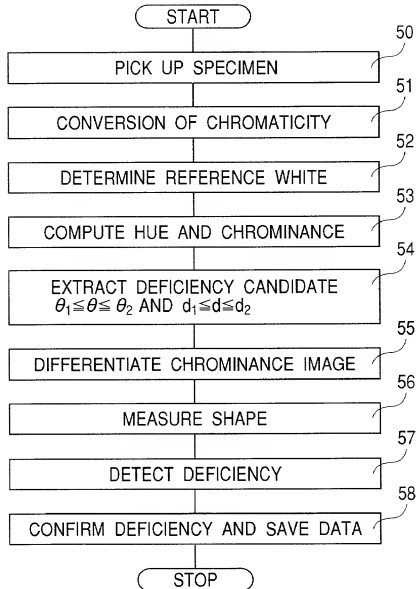 START
50
PICK UP SPECIMEN
51
CONVERSION OF CHROMATICITY
52
DETERMINE REFERENCE WHITE
53
COMPUTE HUE AND CHROMINANCE
54
EXTRACT DEFICIENCY CANDIDATE
θ₁≦θ≦θ₂ AND d₁≦d≦d₂
55
DIFFERENTIATE CHROMINANCE IMAGE
56
MEASURE SHAPE
57
DETECT DEFICIENCY
58
CONFIRM DEFICIENCY AND SAVE DATA
STOP